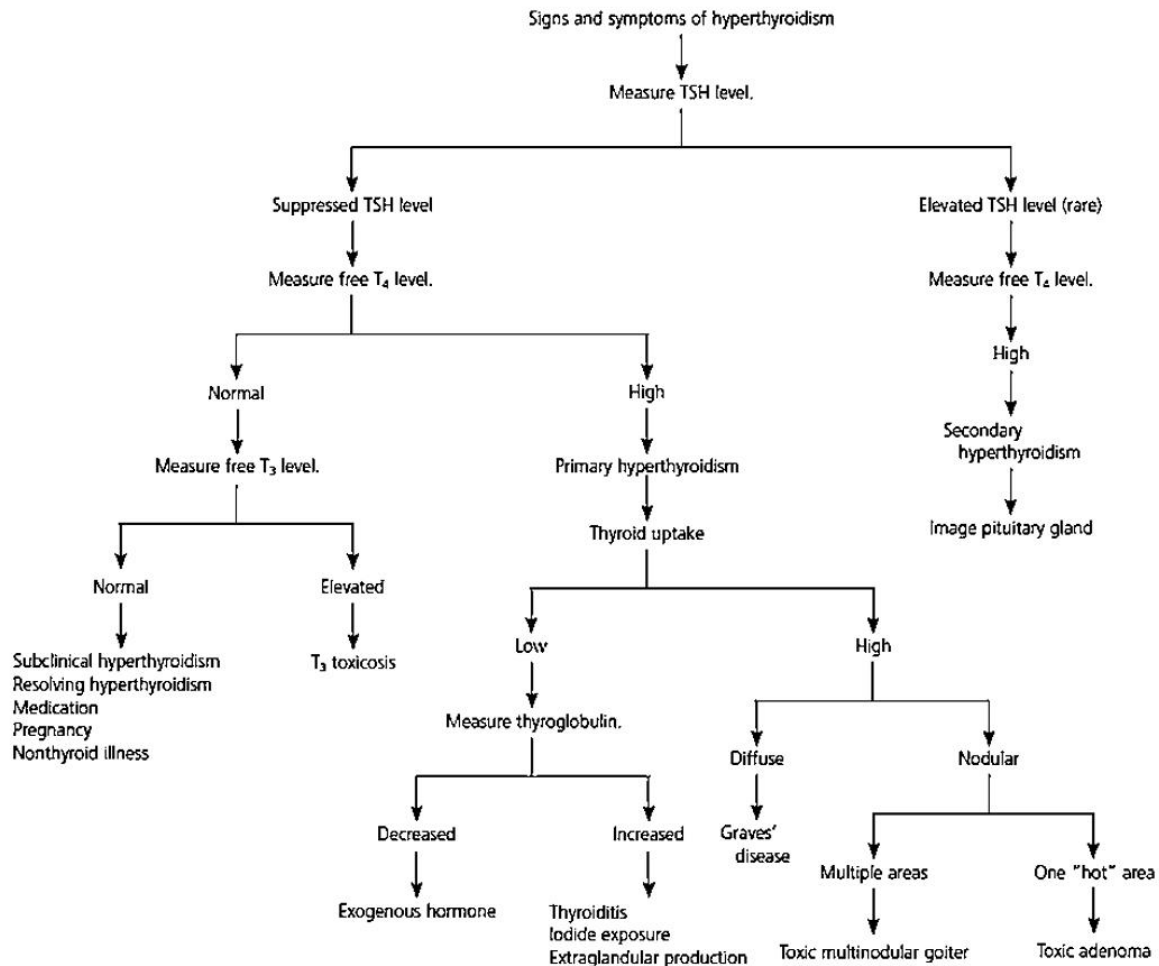 Signs and symptoms of hyperthyroidism
Measure TSH level.
Suppressed TSH level
Elevated TSH level (rare)
Measure free T₄ level.
Measure free T₄ level.
Normal
High
High
Measure free T₃ level.
Primary hyperthyroidism
Secondary
hyperthyroidism
Thyroid uptake
Image pituitary gland
Normal
Elevated
Low
High
Subclinical hyperthyroidism
Resolving hyperthyroidism
Medication
Pregnancy
Nonthyroid illness
T₃ toxicosis
Measure thyroglobulin.
Diffuse
Nodular
Decreased
Increased
Graves'
disease
Multiple areas
One "hot" area
Exogenous hormone
Thyroiditis
Iodide exposure
Extraglandular production
Toxic multinodular goiter
Toxic adenoma